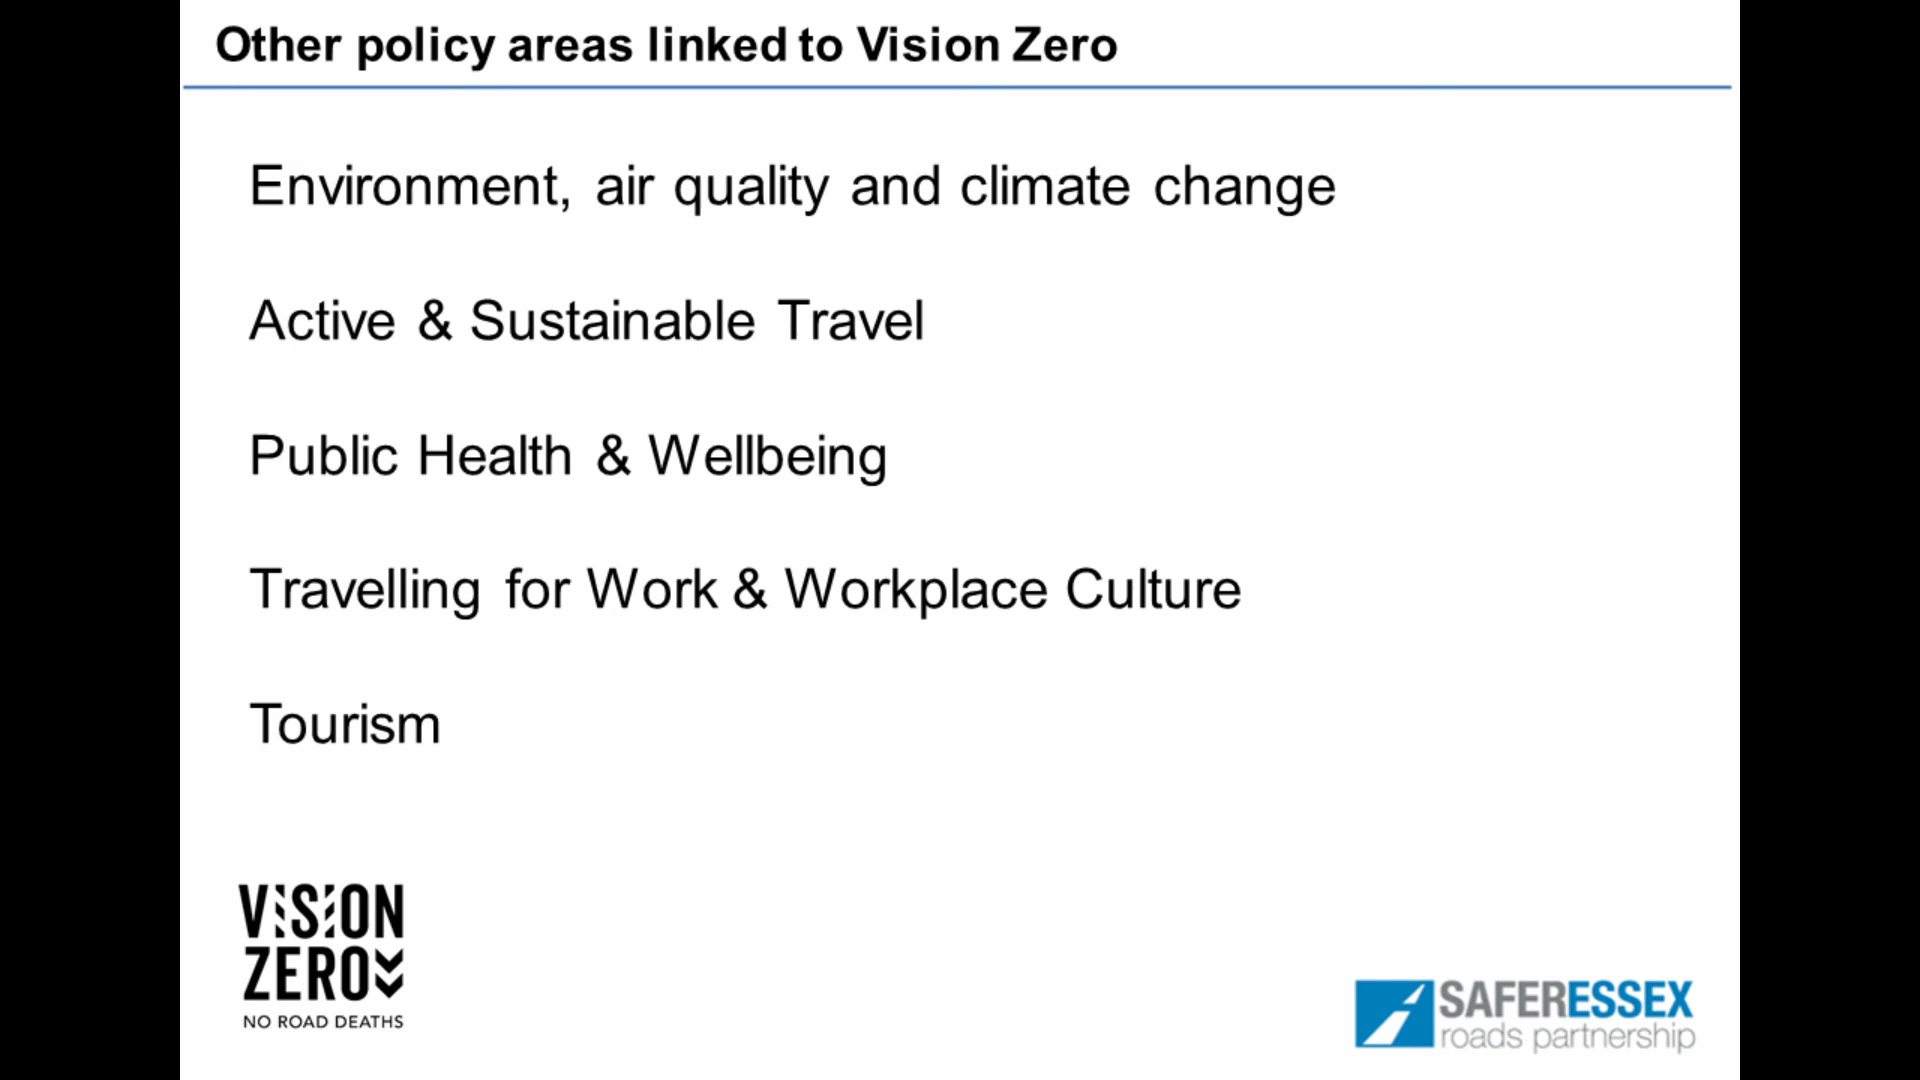 Other policy areas linked to Vision Zero
Environment, air quality and climate change
Active & Sustainable Travel
Public Health & Wellbeing
Travelling for Work & Workplace Culture
Tourism
VISION
ZERO
NO ROAD DEATHS
SAFERESSEX
roads partnership